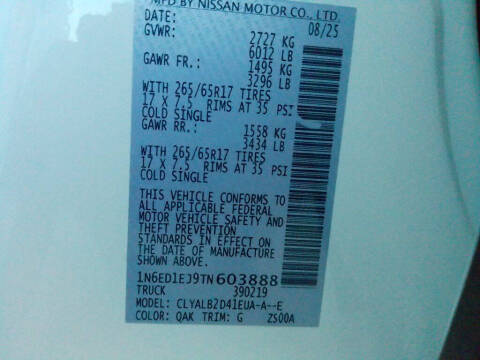 MFD BY NISSAN MOTOR CO., LTD.
DATE: 08/25
GVWR: 2727 KG
6012 LB
GAWR FR.: 1495 KG
3296 LB
WITH 265/65R17 TIRES
17 X 7.5 RIMS AT 35 PSI
COLD SINGLE
GAWR RR.: 1558 KG
3434 LB
WITH 265/65R17 TIRES
17 X 7.5 RIMS AT 35 PSI
COLD SINGLE
THIS VEHICLE CONFORMS TO
ALL APPLICABLE FEDERAL
MOTOR VEHICLE SAFETY AND
THEFT PREVENTION
STANDARDS IN EFFECT ON
THE DATE OF MANUFACTURE
SHOWN ABOVE.
1N6ED1EJ9TN603888
TRUCK 390219
MODEL: CLYALB2D41EUA-A--E
COLOR: QAK TRIM: G ZS00A